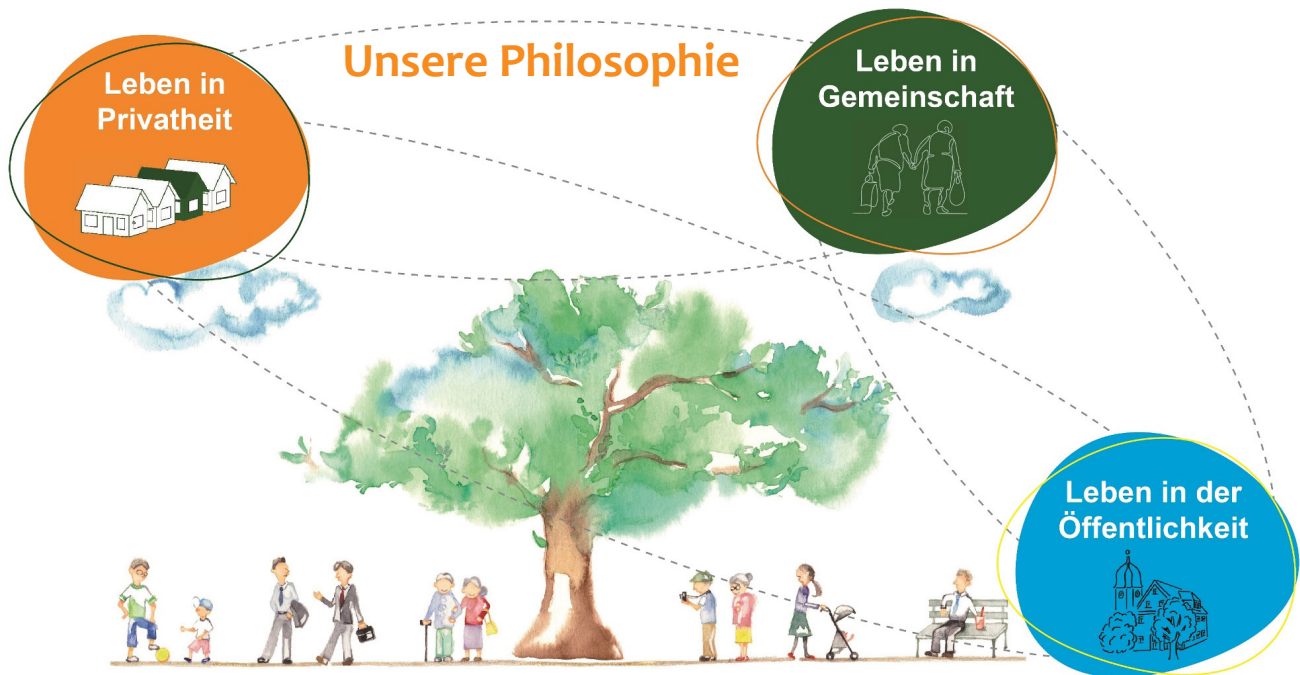 Unsere Philosophie
Leben in
Privatheit
Leben in
Gemeinschaft
Leben in der
Öffentlichkeit